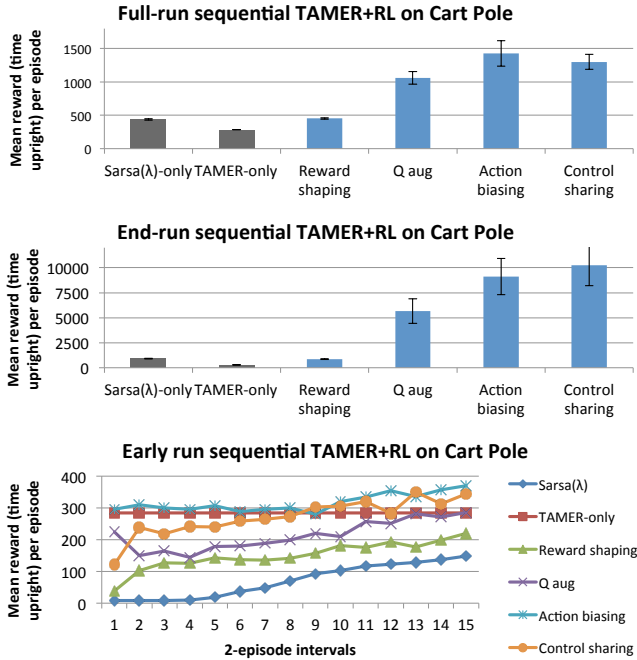 Full-run sequential TAMER+RL on Cart Pole
Mean reward (time
upright) per episode
1500
1000
500
0
Sarsa(λ)-only
TAMER-only
Reward
shaping
Q aug
Action
biasing
Control
sharing
End-run sequential TAMER+RL on Cart Pole
Mean reward (time
upright) per episode
10000
7500
5000
2500
0
Sarsa(λ)-only
TAMER-only
Reward
shaping
Q aug
Action
biasing
Control
sharing
Early run sequential TAMER+RL on Cart Pole
Mean reward (time
upright) per episode
400
300
200
100
0
1 2 3 4 5 6 7 8 9 10 11 12 13 14 15
2-episode intervals
Sarsa(λ)
TAMER-only
Reward shaping
Q aug
Action biasing
Control sharing